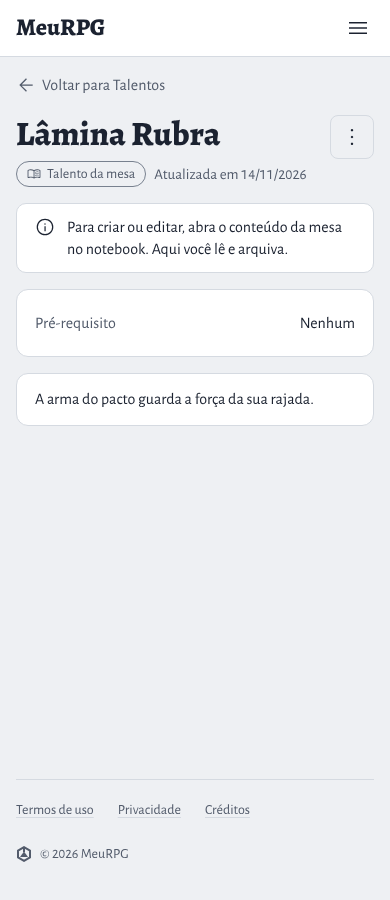 MeuRPG
Voltar para Talentos
Lâmina Rubra
Talento da mesa
Atualizada em 14/11/2026
Para criar ou editar, abra o conteúdo da mesa
no notebook. Aqui você lê e arquiva.
Pré-requisito
Nenhum
A arma do pacto guarda a força da sua rajada.
Termos de uso
Privacidade
Créditos
© 2026 MeuRPG